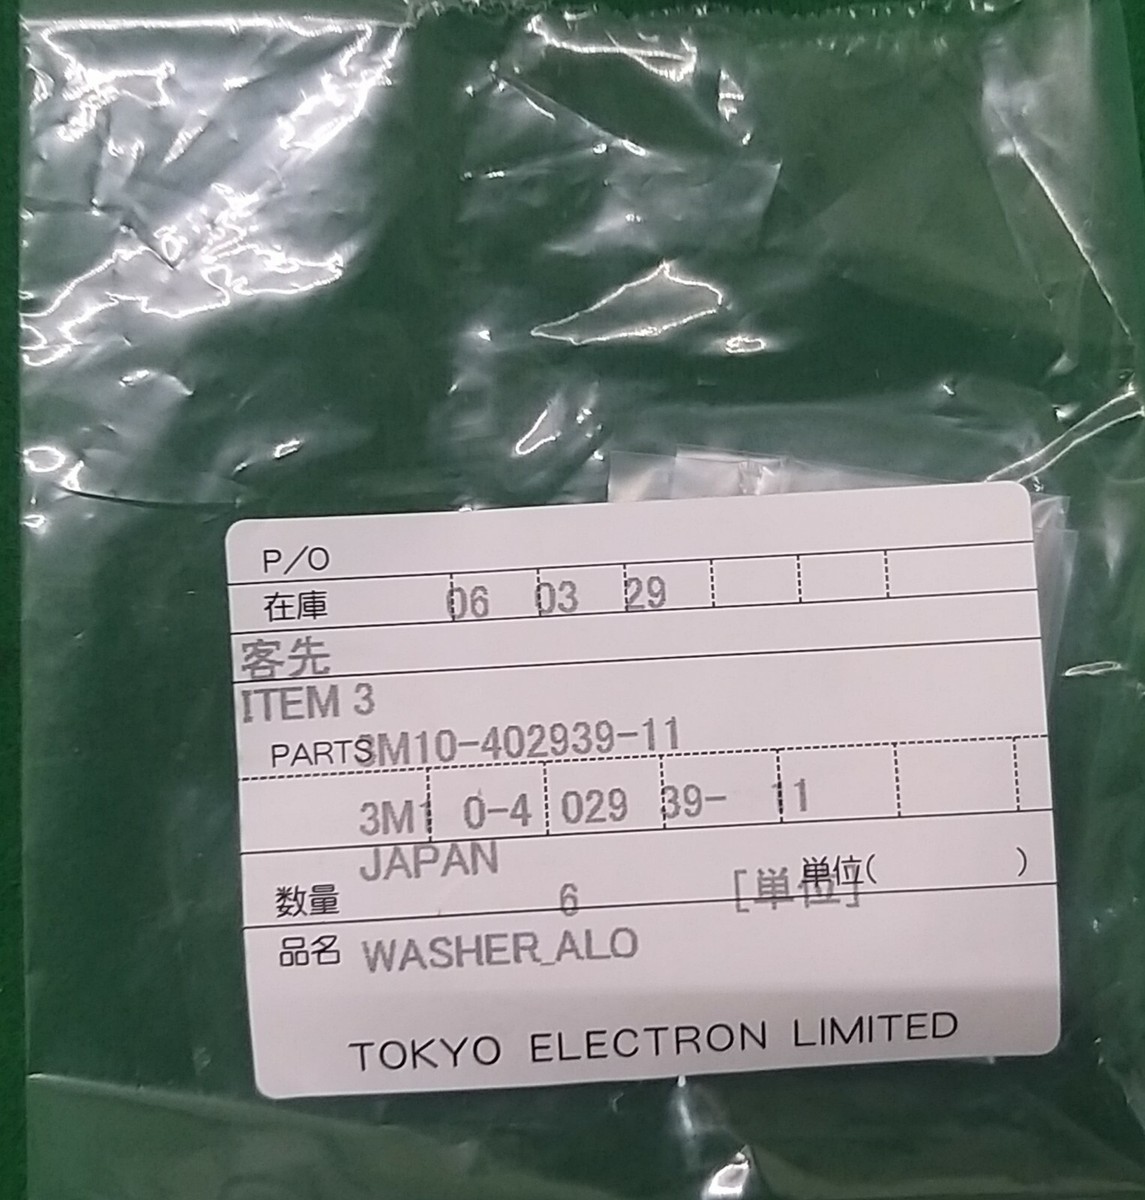 P/O
在庫 06 03 29
客先
ITEM 3
PARTS 3M10-402939-11
3M1 0-4 029 39- 11
JAPAN
数量 6 [単位] 単位( )
品名 WASHER_ALO
TOKYO ELECTRON LIMITED